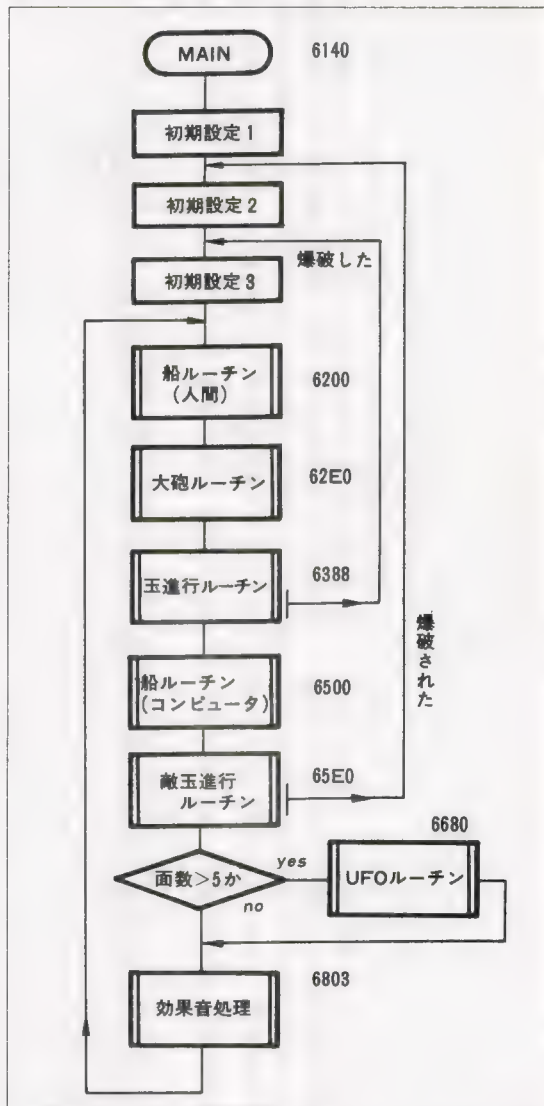 MAIN 6140
初期設定1
初期設定2
爆破した
初期設定3
船ルーチン
(人間)
6200
大砲ルーチン 62E0
玉進行ルーチン 6388
爆破された
船ルーチン
(コンピュータ)
6500
敵玉進行
ルーチン
65E0
6680
面数>5か yes
UFOルーチン
no
6803
効果音処理